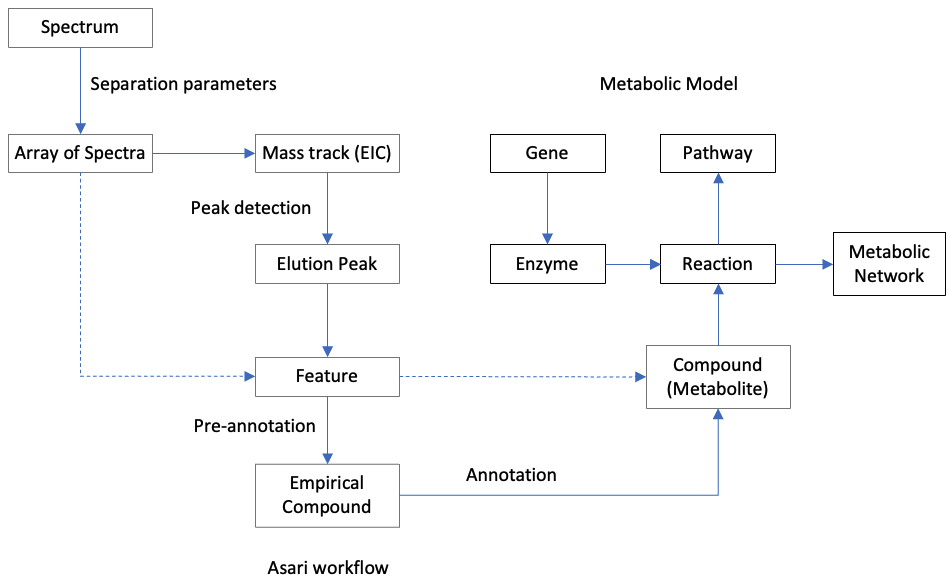 Spectrum
Separation parameters
Metabolic Model
Array of Spectra
Mass track (EIC)
Gene
Pathway
Peak detection
Elution Peak
Enzyme
Reaction
Metabolic
Network
Feature
Compound
(Metabolite)
Pre-annotation
Empirical
Compound
Annotation
Asari workflow